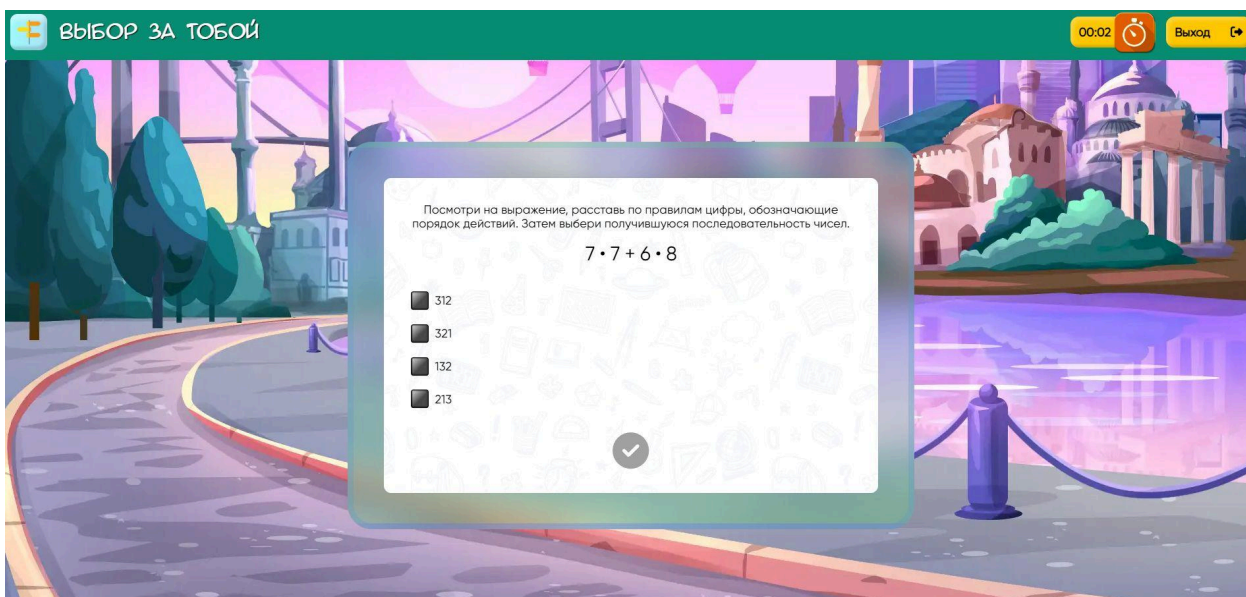 ВЫБОР ЗА ТОБОЙ
00:02
Выход
Посмотри на выражение, расставь по правилам цифры, обозначающие
порядок действий. Затем выбери получившуюся последовательность чисел.
7 • 7 + 6 • 8
312
321
132
213